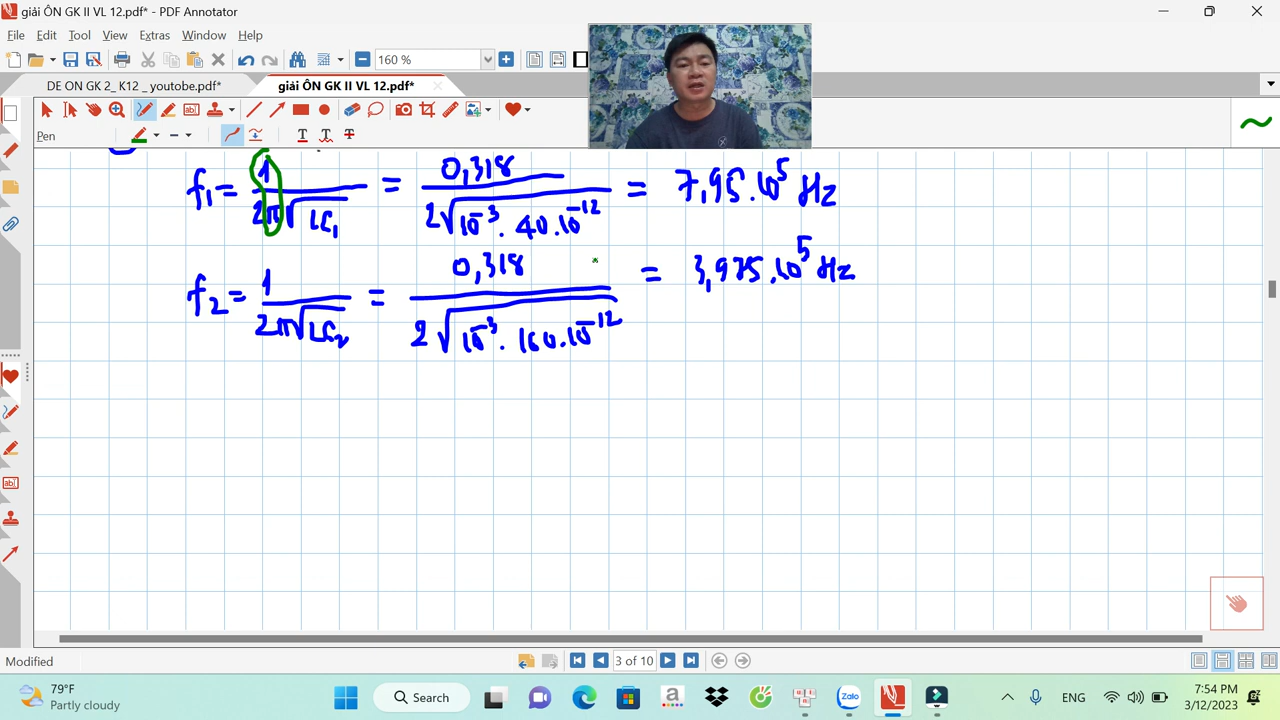 giải ÔN GK II VL 12.pdf* - PDF Annotator
File Edit Tool View Extras Window Help
160 %
DE ON GK 2_ K12 _ youtobe.pdf*
giải ÔN GK II VL 12.pdf*
Pen
f₁ = 1 / 2π√LC₁ = 0,318 / 2√10⁻³. 40.10⁻¹² = 7,95.10⁵ Hz
f₂ = 1 / 2π√LC₂ = 0,318 / 2√10⁻³. 160.10⁻¹² = 3,975.10⁵ Hz
Modified
3 of 10
79°F
Partly cloudy
Search
Zalo
ENG
7:54 PM
3/12/2023